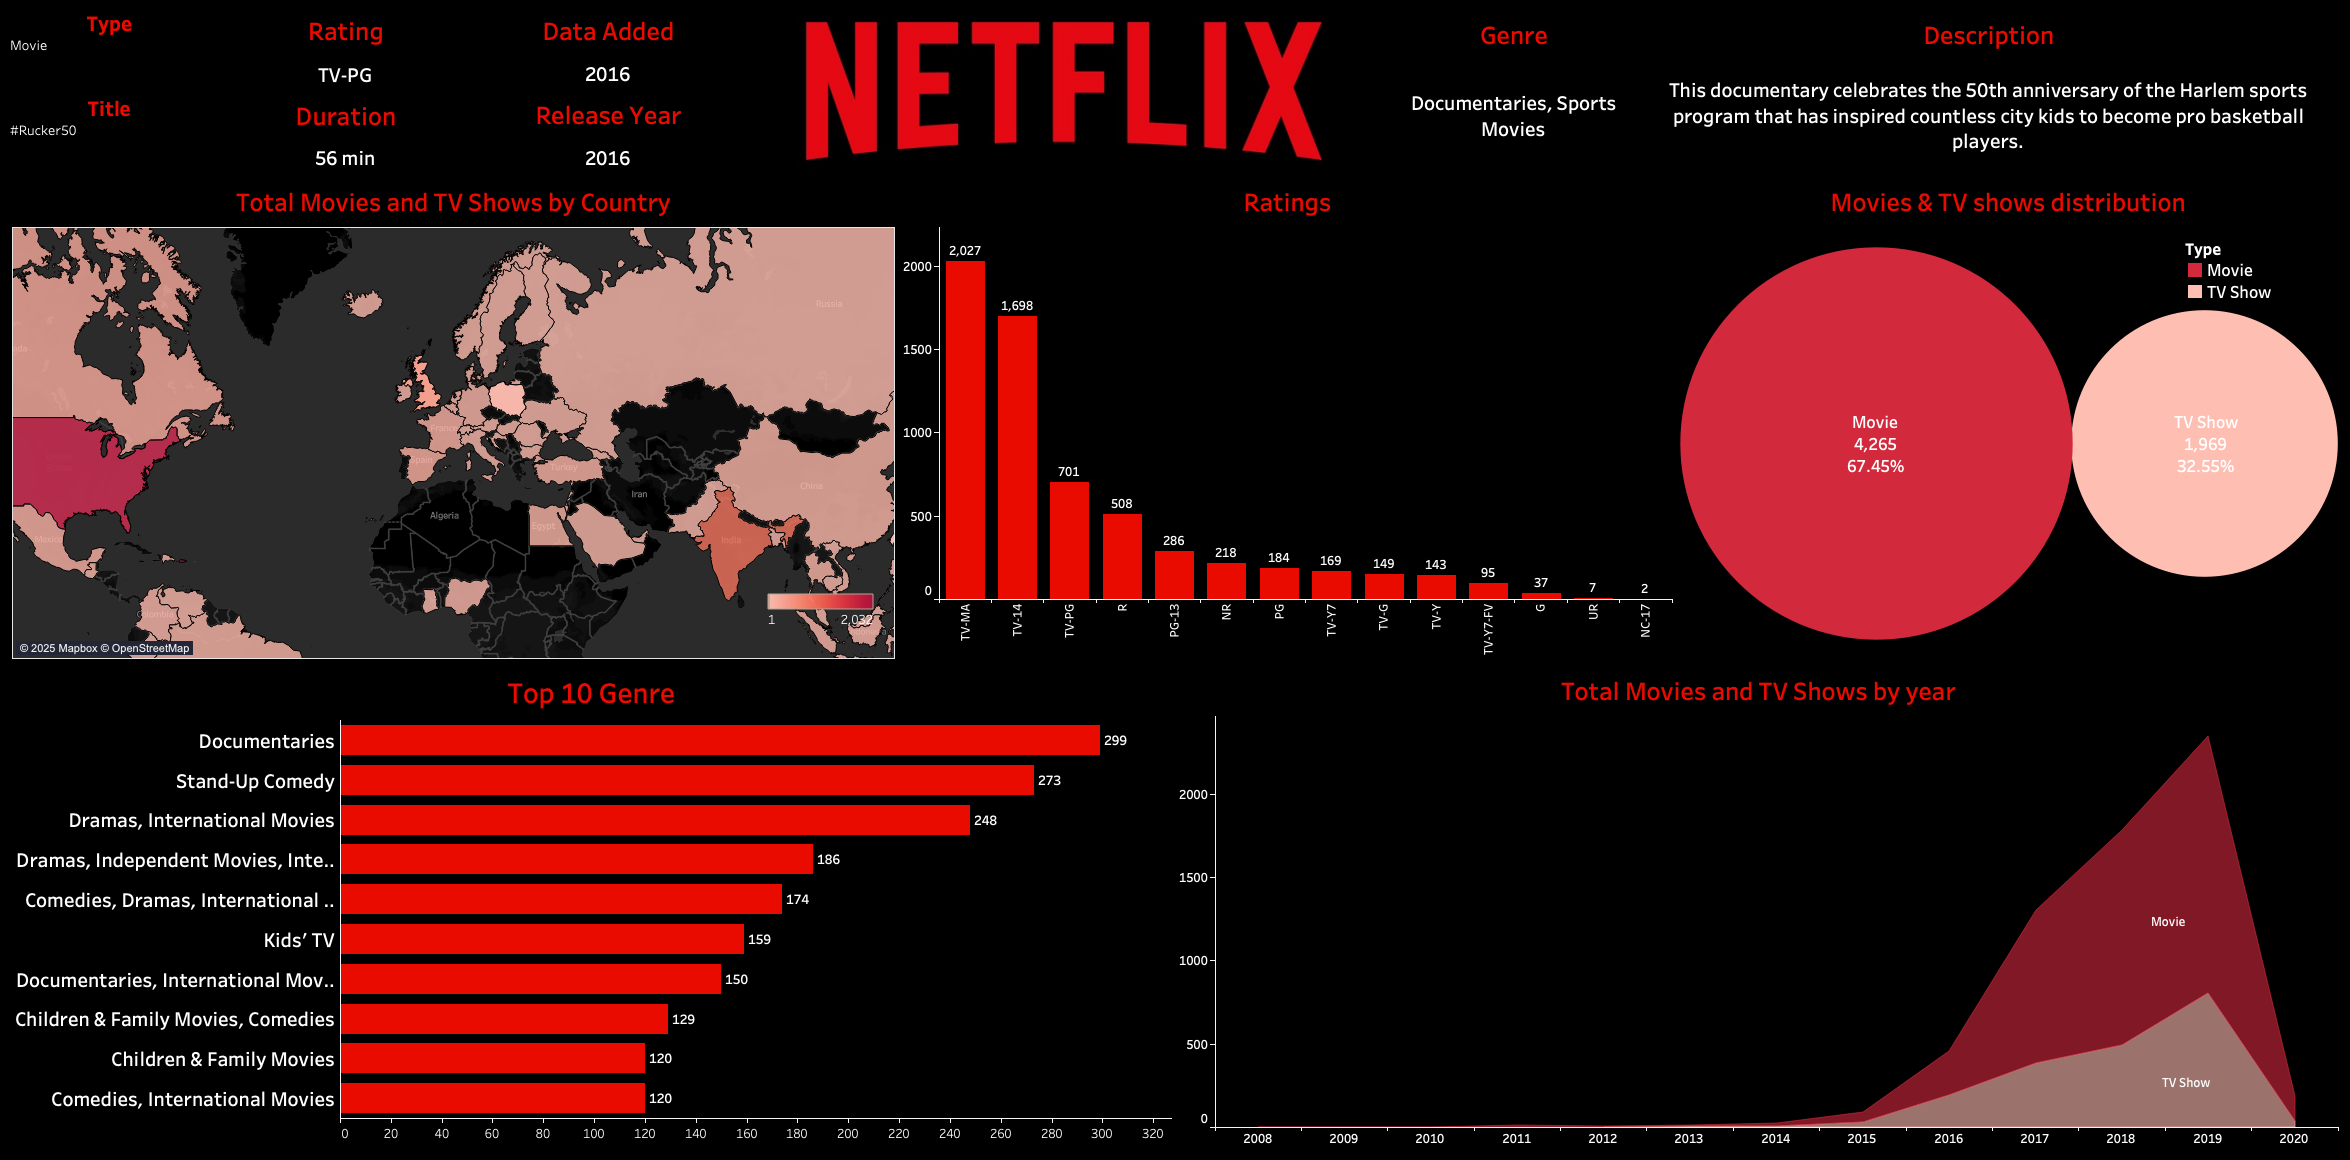 Type
Movie
Title
#Rucker50
Rating
TV-PG
Duration
56 min
Data Added
2016
Release Year
2016
NETFLIX
Genre
Documentaries, Sports
Movies
Description
This documentary celebrates the 50th anniversary of the Harlem sports
program that has inspired countless city kids to become pro basketball
players.
Total Movies and TV Shows by Country
Russia
France
Spain
Turkey
China
Iran
Algeria
Egypt
India
Mexico
Colombia
1
2,032
© 2025 Mapbox © OpenStreetMap
Ratings
2000
1500
1000
500
0
2,027
1,698
701
508
286
218
184
169
149
143
95
37
7
2
TV-MA
TV-14
TV-PG
R
PG-13
NR
PG
TV-Y7
TV-G
TV-Y
TV-Y7-FV
G
UR
NC-17
Movies & TV shows distribution
Type
Movie
TV Show
Movie
4,265
67.45%
TV Show
1,969
32.55%
Top 10 Genre
Documentaries 299
Stand-Up Comedy 273
Dramas, International Movies 248
Dramas, Independent Movies, Inte.. 186
Comedies, Dramas, International .. 174
Kids' TV 159
Documentaries, International Mov.. 150
Children & Family Movies, Comedies 129
Children & Family Movies 120
Comedies, International Movies 120
0 20 40 60 80 100 120 140 160 180 200 220 240 260 280 300 320
Total Movies and TV Shows by year
2000
1500
1000
500
0
Movie
TV Show
2008 2009 2010 2011 2012 2013 2014 2015 2016 2017 2018 2019 2020